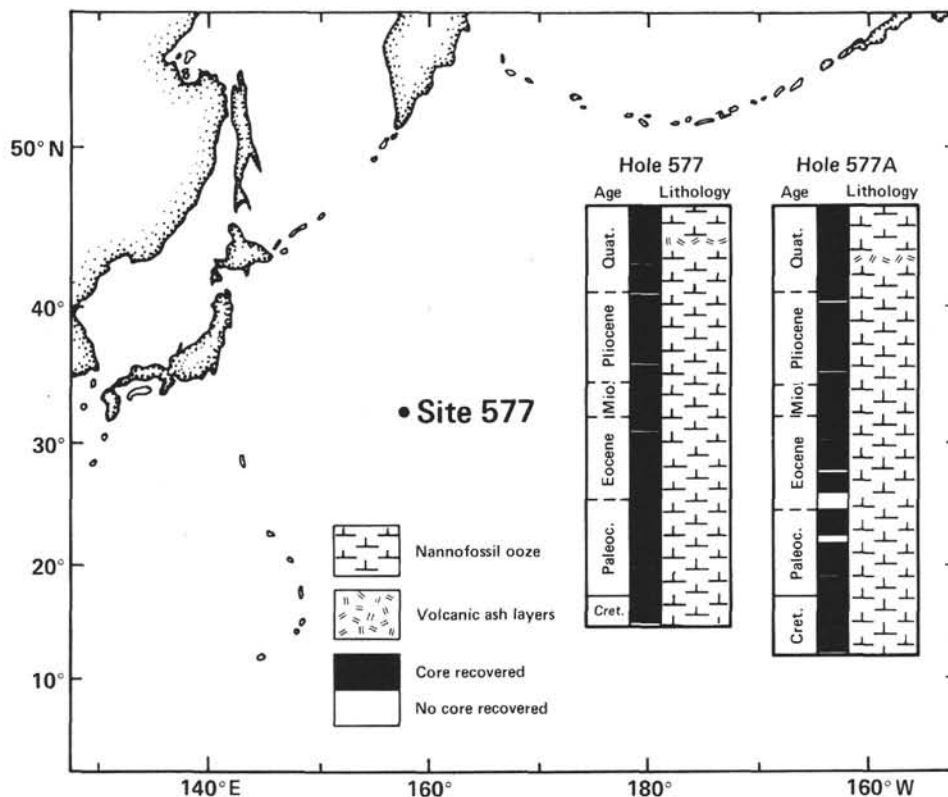 50° N
40°
30°
20°
10°
140°E
160°
180°
160° W
• Site 577
Nannofossil ooze
Volcanic ash layers
Core recovered
No core recovered
Hole 577
Age Lithology
Quat.
Pliocene
Mio.
Eocene
Paleoc.
Cret.
Hole 577A
Age Lithology
Quat.
Pliocene
Mio.
Eocene
Paleoc.
Cret.